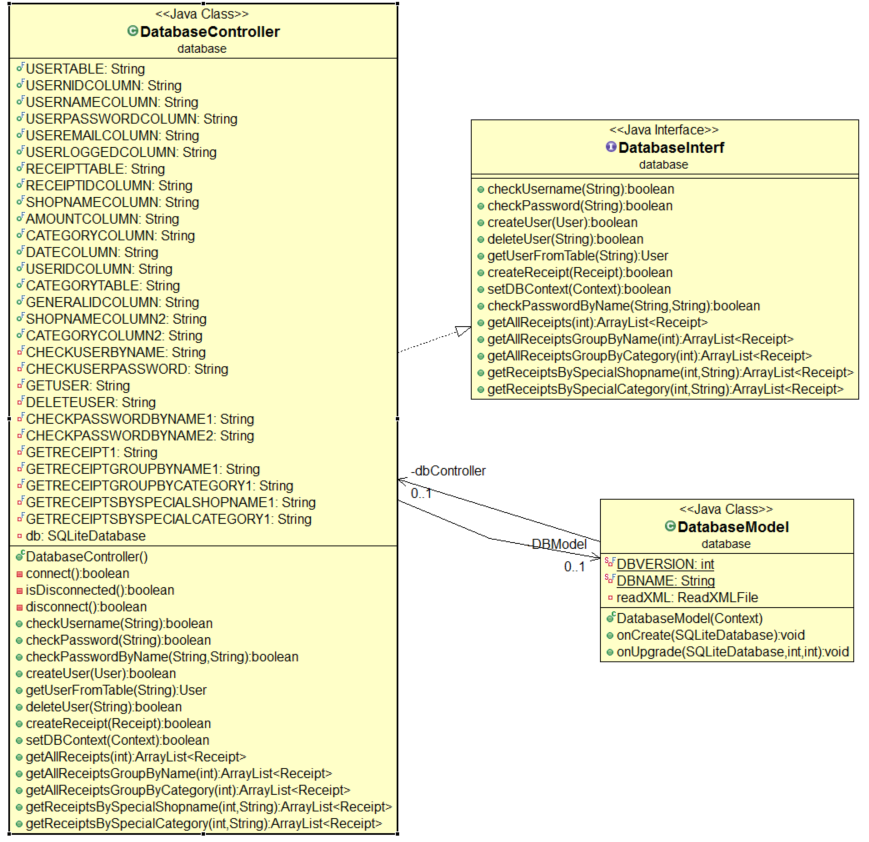 <<Java Class>>
DatabaseController
database
USERTABLE: String
USERNIDCOLUMN: String
USERNAMECOLUMN: String
USERPASSWORDCOLUMN: String
USEREMAILCOLUMN: String
USERLOGGEDCOLUMN: String
RECEIPTTABLE: String
RECEIPTIDCOLUMN: String
SHOPNAMECOLUMN: String
AMOUNTCOLUMN: String
CATEGORYCOLUMN: String
DATECOLUMN: String
USERIDCOLUMN: String
CATEGORYTABLE: String
GENERALIDCOLUMN: String
SHOPNAMECOLUMN2: String
CATEGORYCOLUMN2: String
CHECKUSERBYNAME: String
CHECKUSERPASSWORD: String
GETUSER: String
DELETEUSER: String
CHECKPASSWORDBYNAME1: String
CHECKPASSWORDBYNAME2: String
GETRECEIPT1: String
GETRECEIPTGROUPBYNAME1: String
GETRECEIPTGROUPBYCATEGORY1: String
GETRECEIPTSBYSPECIALSHOPNAME1: String
GETRECEIPTSBYSPECIALCATEGORY1: String
db: SQLiteDatabase
DatabaseController()
connect():boolean
isDisconnected():boolean
disconnect():boolean
checkUsername(String):boolean
checkPassword(String):boolean
checkPasswordByName(String,String):boolean
createUser(User):boolean
getUserFromTable(String):User
deleteUser(String):boolean
createReceipt(Receipt):boolean
setDBContext(Context):boolean
getAllReceipts(int):ArrayList<Receipt>
getAllReceiptsGroupByName(int):ArrayList<Receipt>
getAllReceiptsGroupByCategory(int):ArrayList<Receipt>
getReceiptsBySpecialShopname(int,String):ArrayList<Receipt>
getReceiptsBySpecialCategory(int,String):ArrayList<Receipt>
<<Java Interface>>
DatabaseInterf
database
checkUsername(String):boolean
checkPassword(String):boolean
createUser(User):boolean
deleteUser(String):boolean
getUserFromTable(String):User
createReceipt(Receipt):boolean
setDBContext(Context):boolean
checkPasswordByName(String,String):boolean
getAllReceipts(int):ArrayList<Receipt>
getAllReceiptsGroupByName(int):ArrayList<Receipt>
getAllReceiptsGroupByCategory(int):ArrayList<Receipt>
getReceiptsBySpecialShopname(int,String):ArrayList<Receipt>
getReceiptsBySpecialCategory(int,String):ArrayList<Receipt>
-dbController
0..1
-DBModel
0..1
<<Java Class>>
DatabaseModel
database
DBVERSION: int
DBNAME: String
readXML: ReadXMLFile
DatabaseModel(Context)
onCreate(SQLiteDatabase):void
onUpgrade(SQLiteDatabase,int,int):void